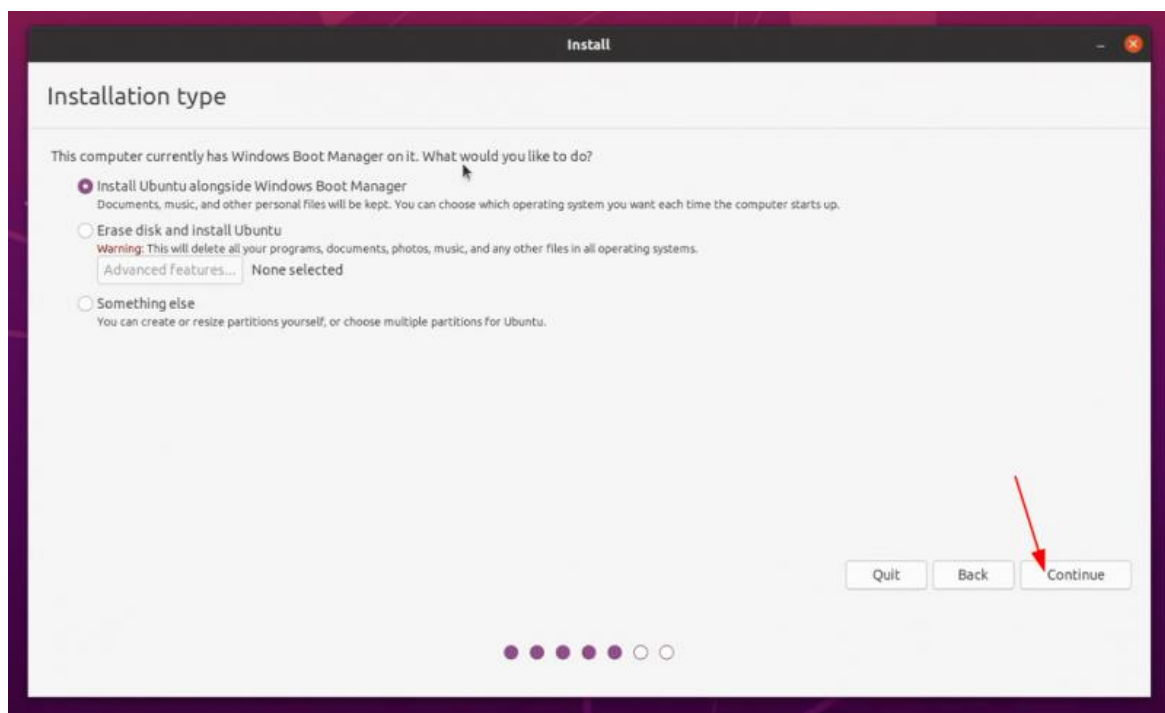 Install
Installation type
This computer currently has Windows Boot Manager on it. What would you like to do?
Install Ubuntu alongside Windows Boot Manager
Documents, music, and other personal files will be kept. You can choose which operating system you want each time the computer starts up.
Erase disk and install Ubuntu
Warning: This will delete all your programs, documents, photos, music, and any other files in all operating systems.
Advanced features... None selected
Something else
You can create or resize partitions yourself, or choose multiple partitions for Ubuntu.
Quit Back Continue